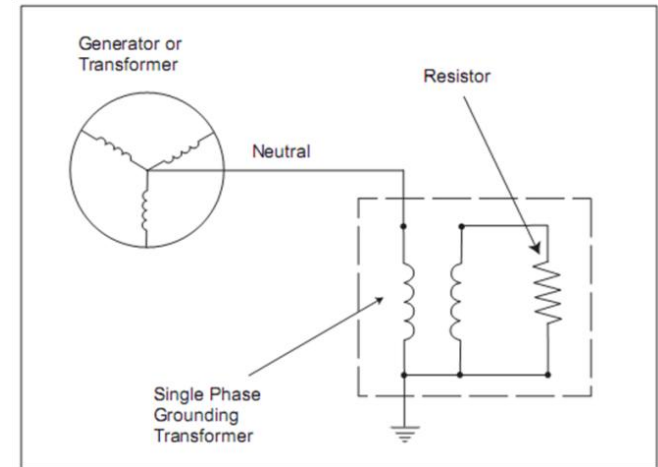 Generator or
Transformer
Resistor
Neutral
Single Phase
Grounding
Transformer